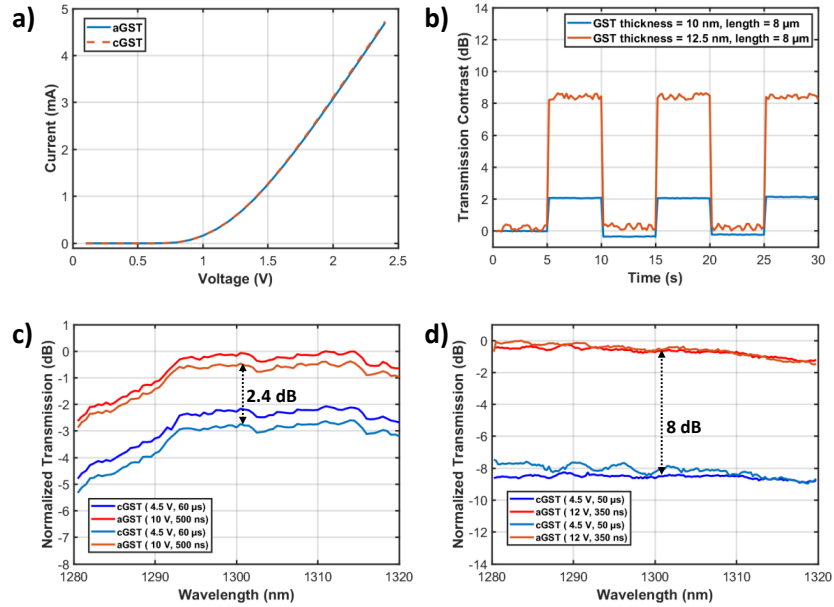 a)
5
4
3
2
1
0
Current (mA)
aGST
cGST
0
0.5
1
1.5
2
2.5
Voltage (V)
b)
14
12
10
8
6
4
2
0
-2
Transmission Contrast (dB)
GST thickness = 10 nm, length = 8 µm
GST thickness = 12.5 nm, length = 8 µm
0
5
10
15
20
25
30
Time (s)
c)
1
0
-1
-2
-3
-4
-5
-6
-7
-8
Normalized Transmission (dB)
2.4 dB
cGST ( 4.5 V, 60 µs)
aGST ( 10 V, 500 ns)
cGST ( 4.5 V, 60 µs)
aGST ( 10 V, 500 ns)
1280
1290
1300
1310
1320
Wavelength (nm)
d)
0
-2
-4
-6
-8
-10
-12
-14
Normalized Transmission (dB)
8 dB
cGST ( 4.5 V, 50 µs)
aGST ( 12 V, 350 ns)
cGST ( 4.5 V, 50 µs)
aGST ( 12 V, 350 ns)
1280
1290
1300
1310
1320
Wavelength (nm)